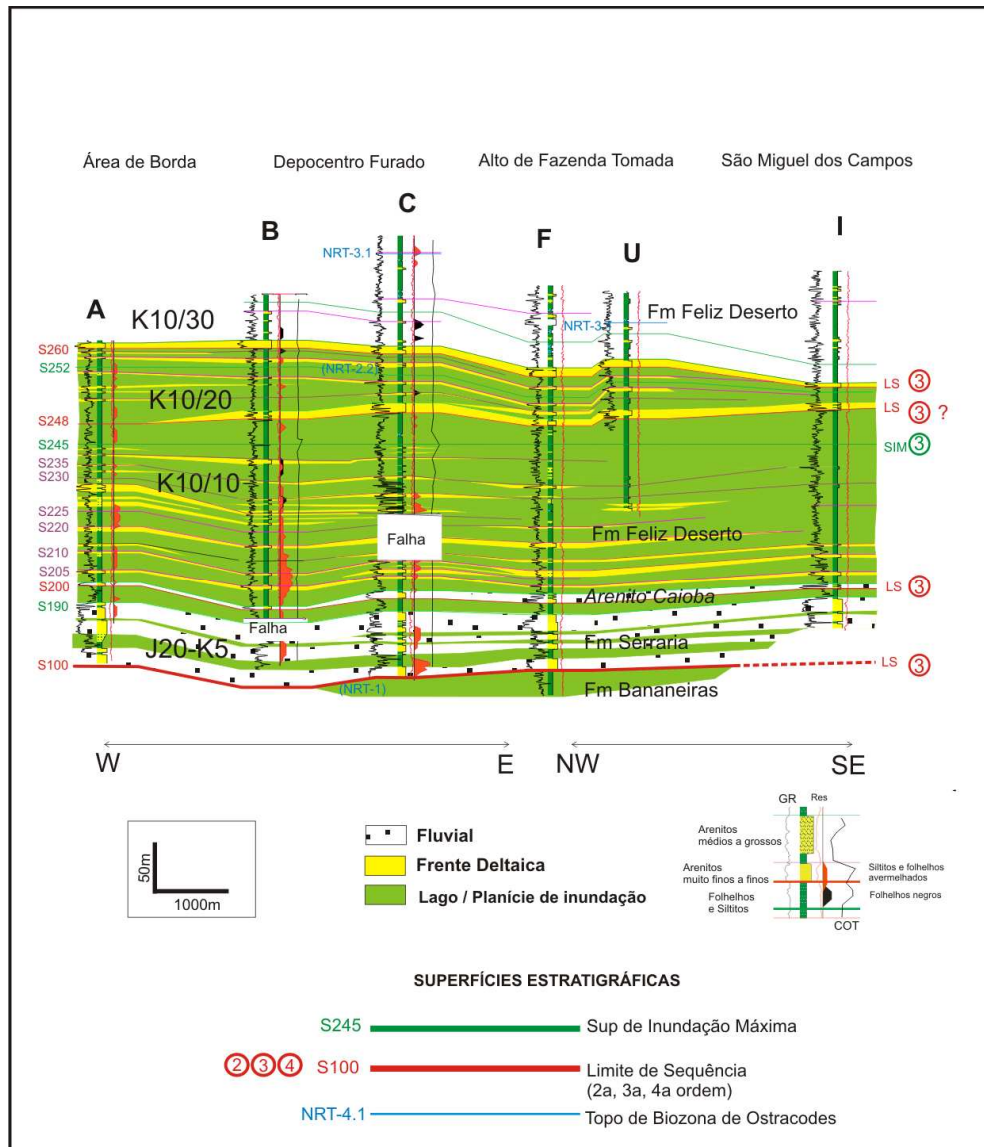 Área de Borda Depocentro Furado Alto de Fazenda Tomada São Miguel dos Campos
A B C F U I
NRT-3.1
Fm Feliz Deserto
K10/30
S260
S252
(NRT-2.2)
LS 3
K10/20
LS 3 ?
S248
S245
SIM 3
S235
S230
K10/10
S225
S220
Falha
Fm Feliz Deserto
S210
S205
S200
LS 3
Arenito Caioba
S190
Falha
Fm Serraria
J20-K5
S100
LS 3
(NRT-1)
Fm Bananeiras
W E NW SE
50m
1000m
Fluvial
Frente Deltaica
Lago / Planície de inundação
GR Res
Arenitos
médios a grossos
Arenitos
muito finos a finos
Siltitos e folhelhos
avermelhados
Folhelhos
e Siltitos
Folhelhos negros
COT
SUPERFÍCIES ESTRATIGRÁFICAS
S245 Sup de Inundação Máxima
2 3 4 S100 Limite de Sequência
(2a, 3a, 4a ordem)
NRT-4.1 Topo de Biozona de Ostracodes